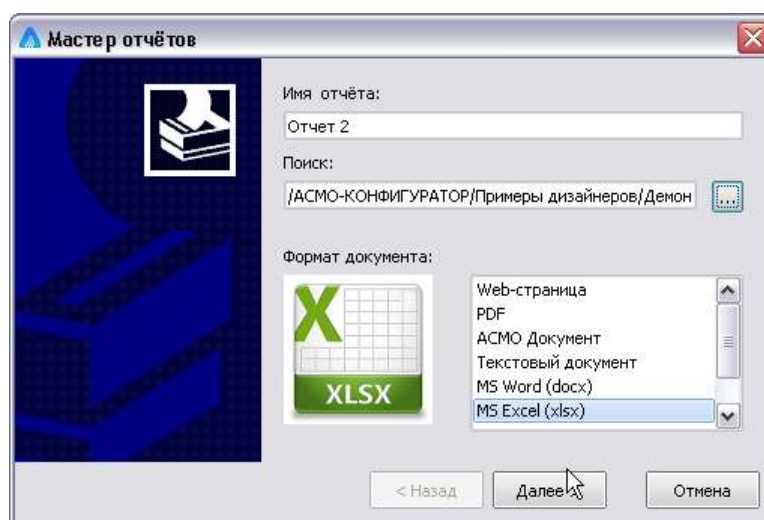 Мастер отчётов
Имя отчёта:
Отчет 2
Поиск:
/АСМО-КОНФИГУРАТОР/Примеры дизайнеров/Демон
...
Формат документа:
X
XLSX
Web-страница
PDF
АСМО Документ
Текстовый документ
MS Word (docx)
MS Excel (xlsx)
< Назад
Далее
Отмена